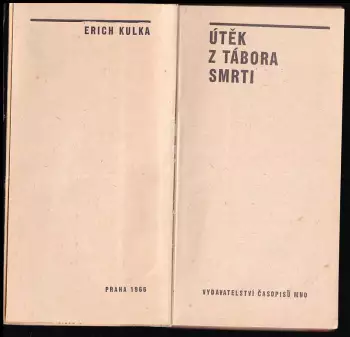 ERICH KULKA
PRAHA 1966
ÚTĚK
Z TÁBORA
SMRTI
VYDAVATELSTVÍ ČASOPISŮ MNO